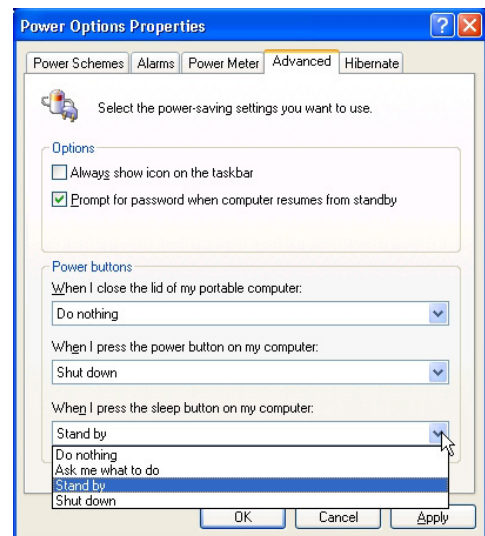 Power Options Properties
?
X
Power Schemes Alarms Power Meter Advanced Hibernate
Select the power-saving settings you want to use.
Options
Always show icon on the taskbar
Prompt for password when computer resumes from standby
Power buttons
When I close the lid of my portable computer:
Do nothing
When I press the power button on my computer:
Shut down
When I press the sleep button on my computer:
Stand by
Do nothing
Ask me what to do
Stand by
Shut down
OK Cancel Apply